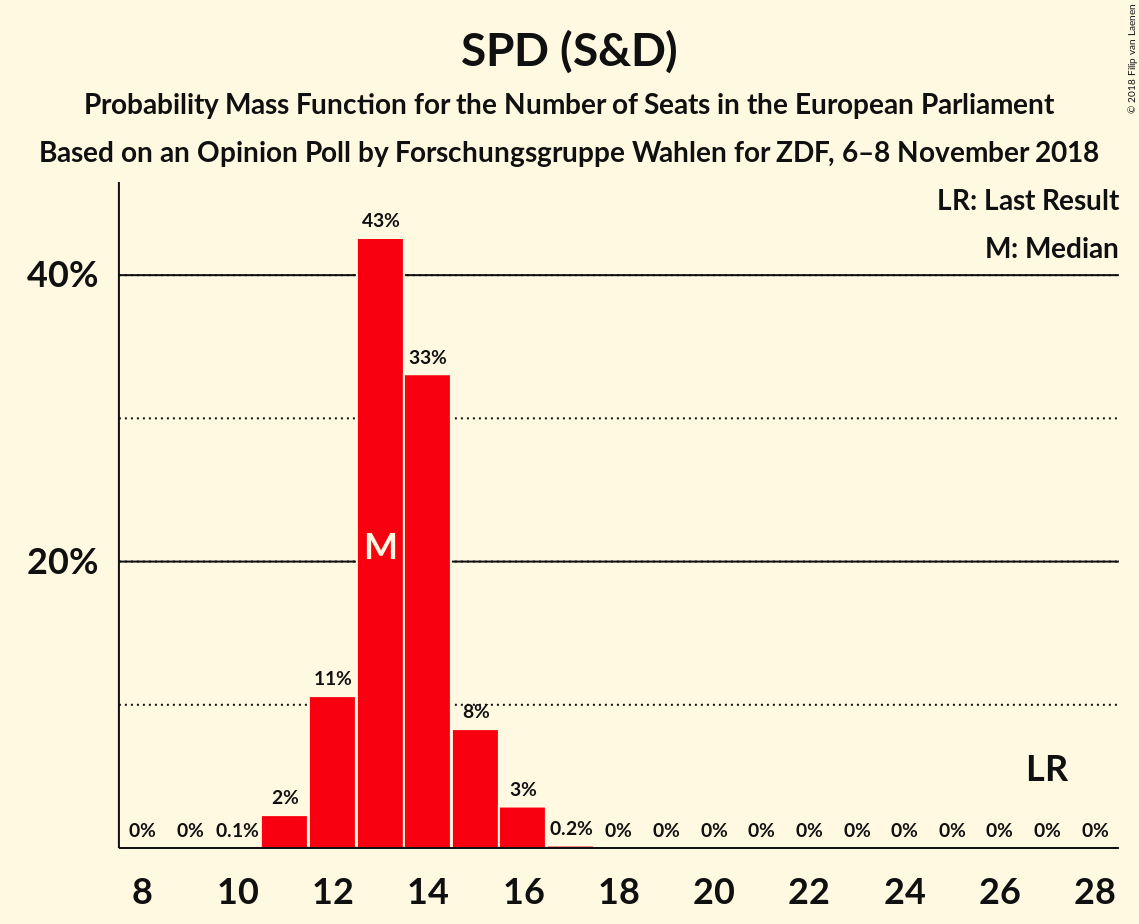 SPD (S&D)
Probability Mass Function for the Number of Seats in the European Parliament
Based on an Opinion Poll by Forschungsgruppe Wahlen for ZDF, 6–8 November 2018
© 2018 Filip van Laenen
LR: Last Result
M: Median
40%
20%
0% 0% 0.1% 2% 11% 43% 33% 8% 3% 0.2% 0% 0% 0% 0% 0% 0% 0% 0% 0% 0% 0%
M
LR
8 10 12 14 16 18 20 22 24 26 28